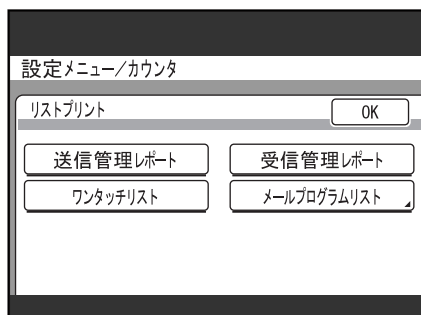 設定メニュー/カウンタ
リストプリント OK
送信管理レポート 受信管理レポート
ワンタッチリスト メールプログラムリスト